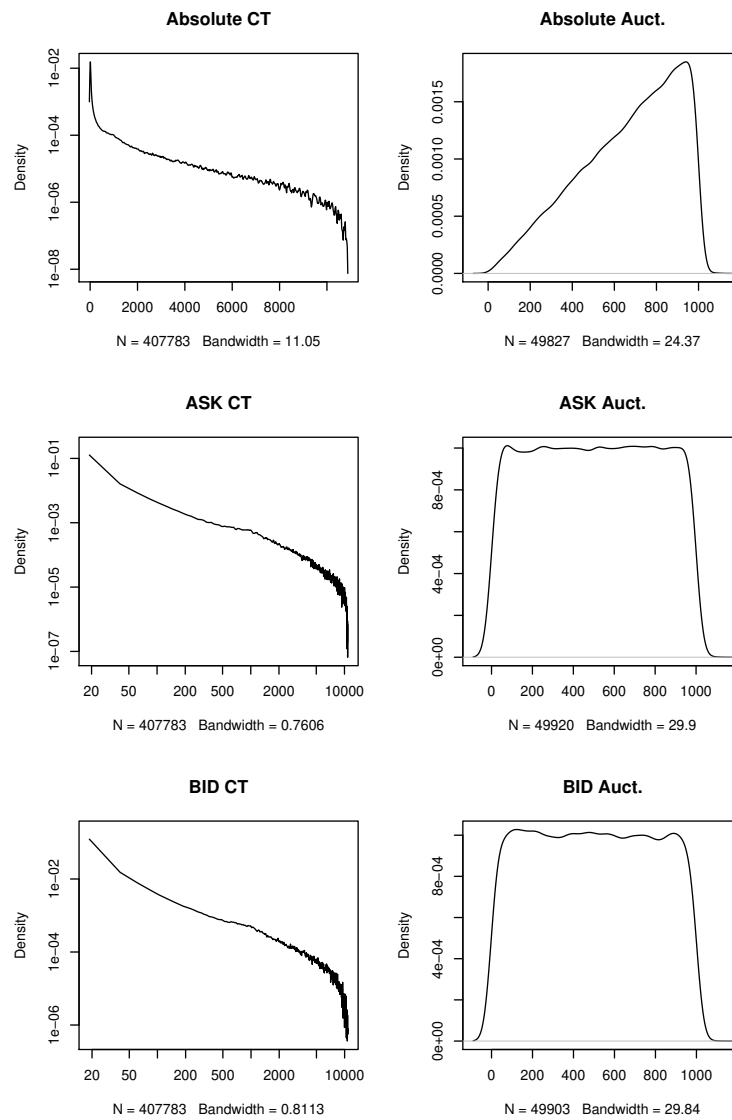 Absolute CT
Density
1e−08 1e−06 1e−04 1e−02
0 2000 4000 6000 8000
N = 407783 Bandwidth = 11.05
Absolute Auct.
Density
0.0000 0.0005 0.0010 0.0015
0 200 400 600 800 1000
N = 49827 Bandwidth = 24.37
ASK CT
Density
1e−07 1e−05 1e−03 1e−01
20 50 200 500 2000 10000
N = 407783 Bandwidth = 0.7606
ASK Auct.
Density
0e+00 4e−04 8e−04
0 200 400 600 800 1000
N = 49920 Bandwidth = 29.9
BID CT
Density
1e−06 1e−04 1e−02
20 50 200 500 2000 10000
N = 407783 Bandwidth = 0.8113
BID Auct.
Density
0e+00 4e−04 8e−04
0 200 400 600 800 1000
N = 49903 Bandwidth = 29.84